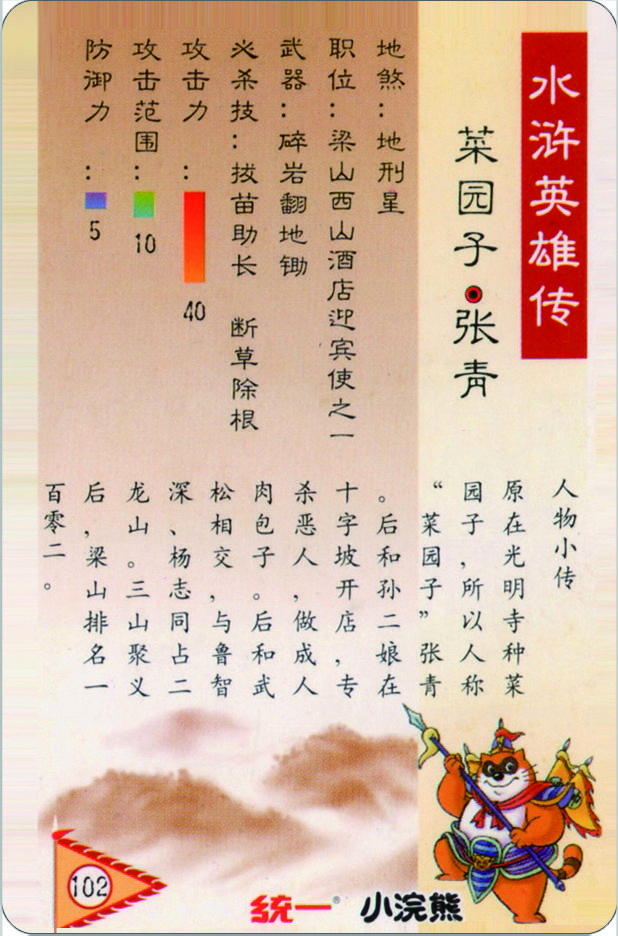 水浒英雄传
菜园子·张青
地煞：地刑星
职位：梁山西山酒店迎宾使之一
武器：碎岩翻地锄
必杀技：拔苗助长 断草除根
攻击力：40
攻击范围：10
防御力：5
人物小传
原在光明寺种菜
园子，所以人称
“菜园子”张青
。后和孙二娘在
十字坡开店，专
杀恶人，做成人
肉包子。后和武
松相交，与鲁智
深、杨志同占二
龙山。三山聚义
后，梁山排名一
百零二。
102
统一® 小浣熊